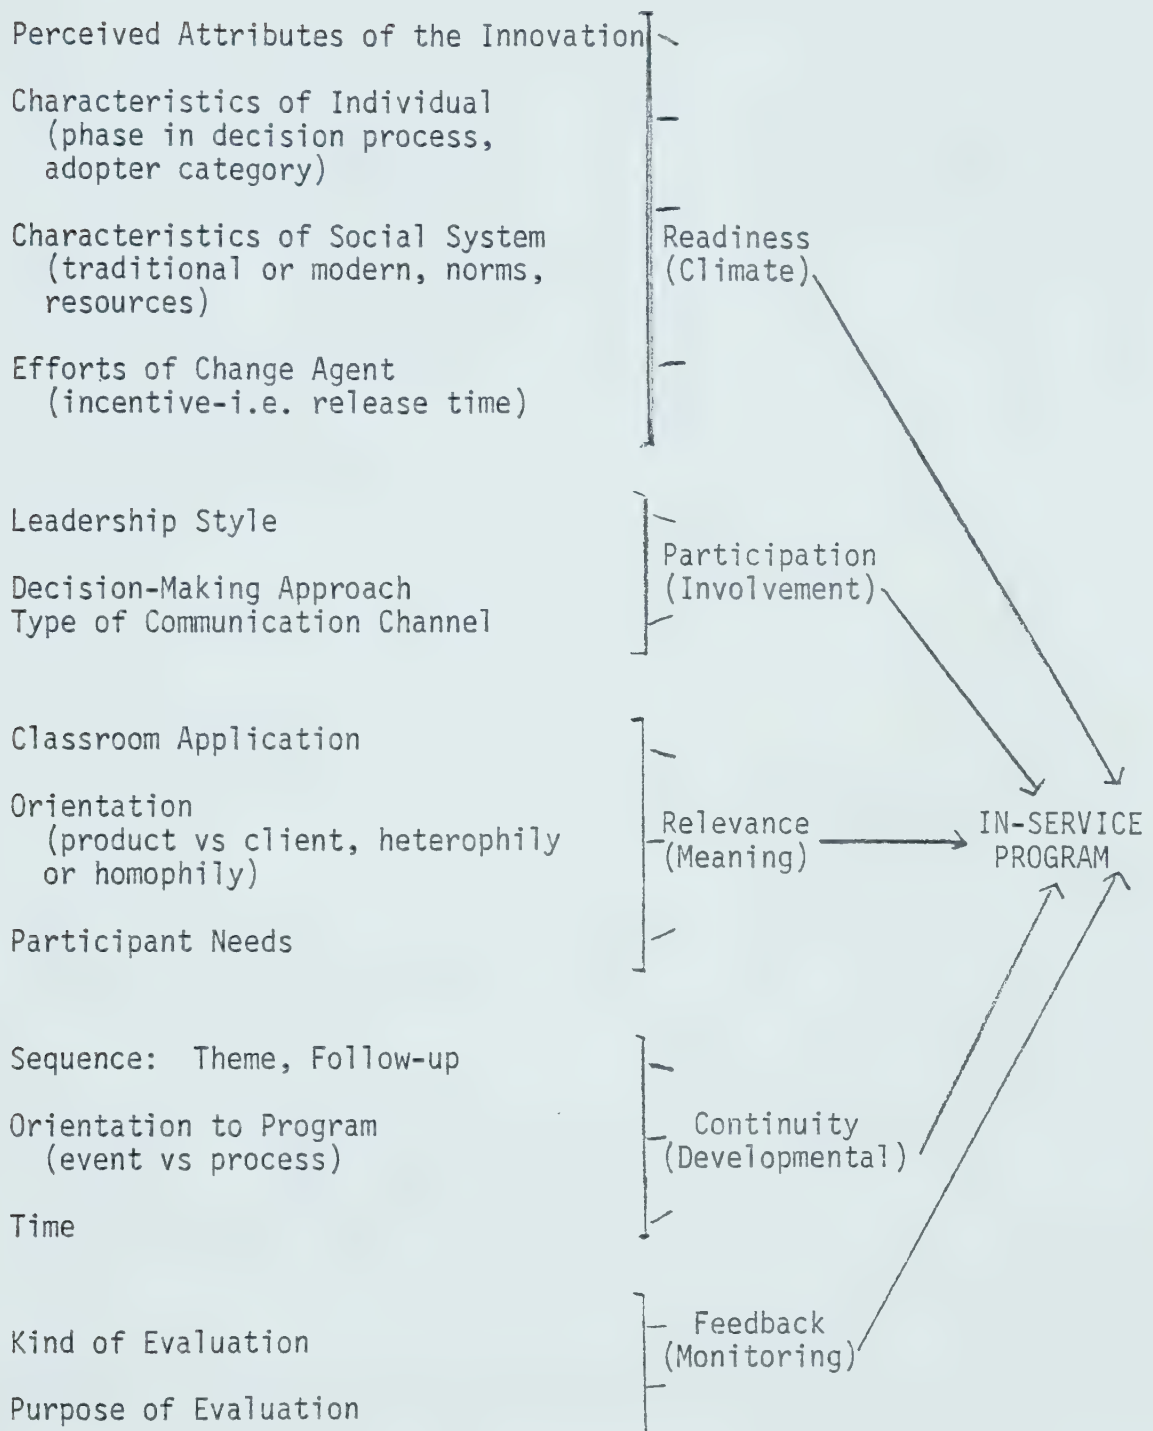 Perceived Attributes of the Innovation
Characteristics of Individual
(phase in decision process,
adopter category)
Characteristics of Social System
(traditional or modern, norms,
resources)
Efforts of Change Agent
(incentive-i.e. release time)
Readiness
(Climate)
Leadership Style
Decision-Making Approach
Type of Communication Channel
Participation
(Involvement)
Classroom Application
Orientation
(product vs client, heterophily
or homophily)
Participant Needs
Relevance
(Meaning)
IN-SERVICE
PROGRAM
Sequence: Theme, Follow-up
Orientation to Program
(event vs process)
Time
Continuity
(Developmental)
Kind of Evaluation
Purpose of Evaluation
Feedback
(Monitoring)